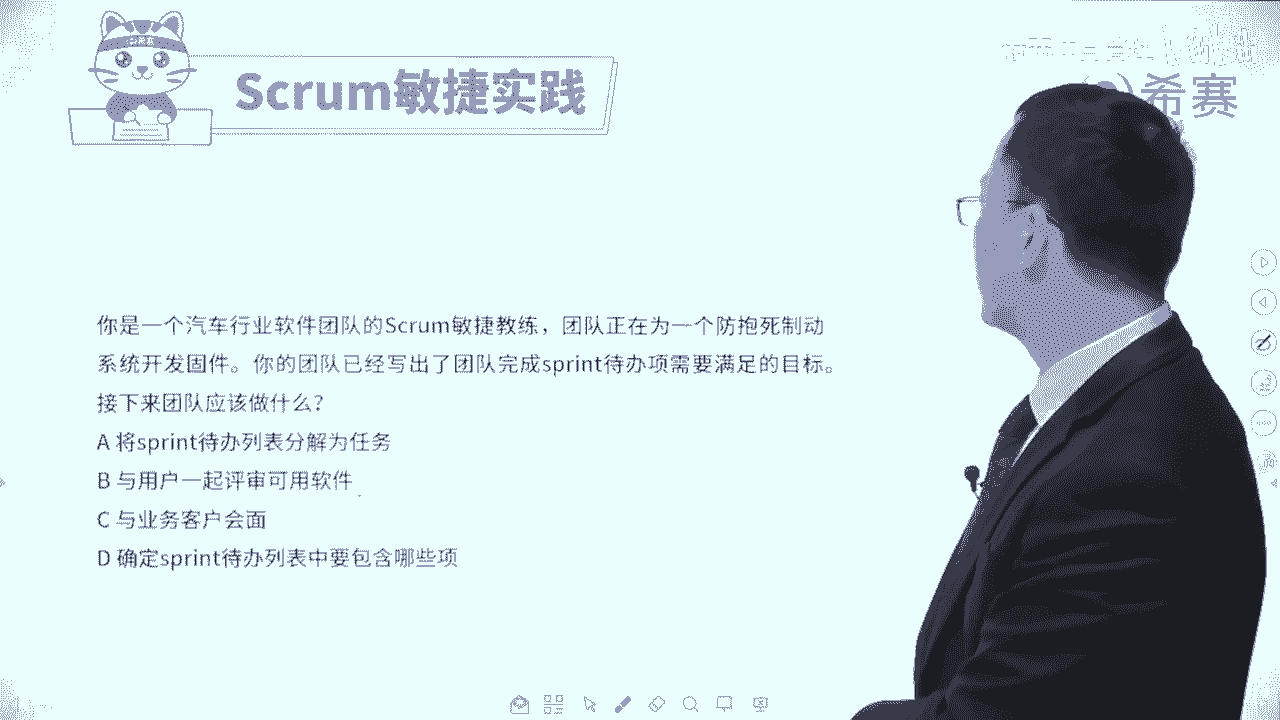 Scrum敏捷实践
希赛
你是一个汽车行业软件团队的Scrum敏捷教练，团队正在为一个防抱死制动
系统开发固件。你的团队已经写出了团队完成sprint待办项需要满足的目标。
接下来团队应该做什么？
A 将sprint待办列表分解为任务
B 与用户一起评审可用软件
C 与业务客户会面
D 确定sprint待办列表中要包含哪些项